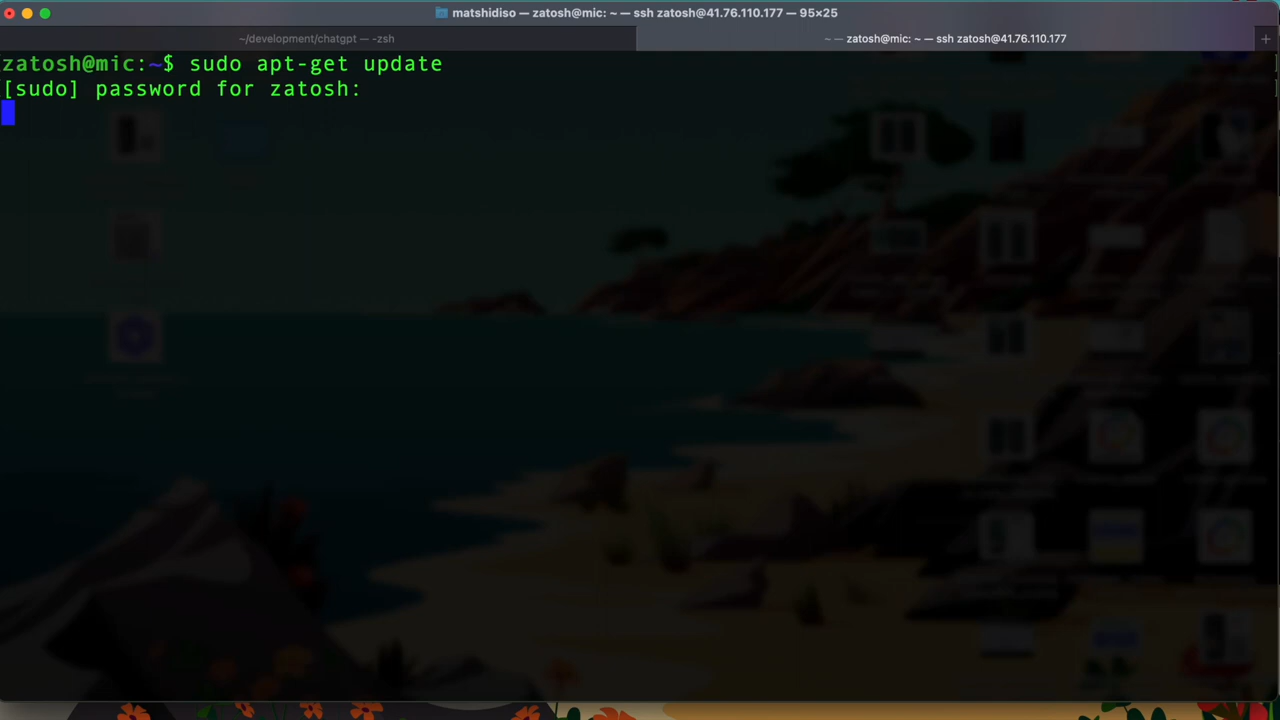 matshidiso — zatosh@mic: ~ — ssh zatosh@41.76.110.177 — 95×25
~/development/chatgpt — -zsh
~ — zatosh@mic: ~ — ssh zatosh@41.76.110.177
+
zatosh@mic:~$ sudo apt-get update
[sudo] password for zatosh: